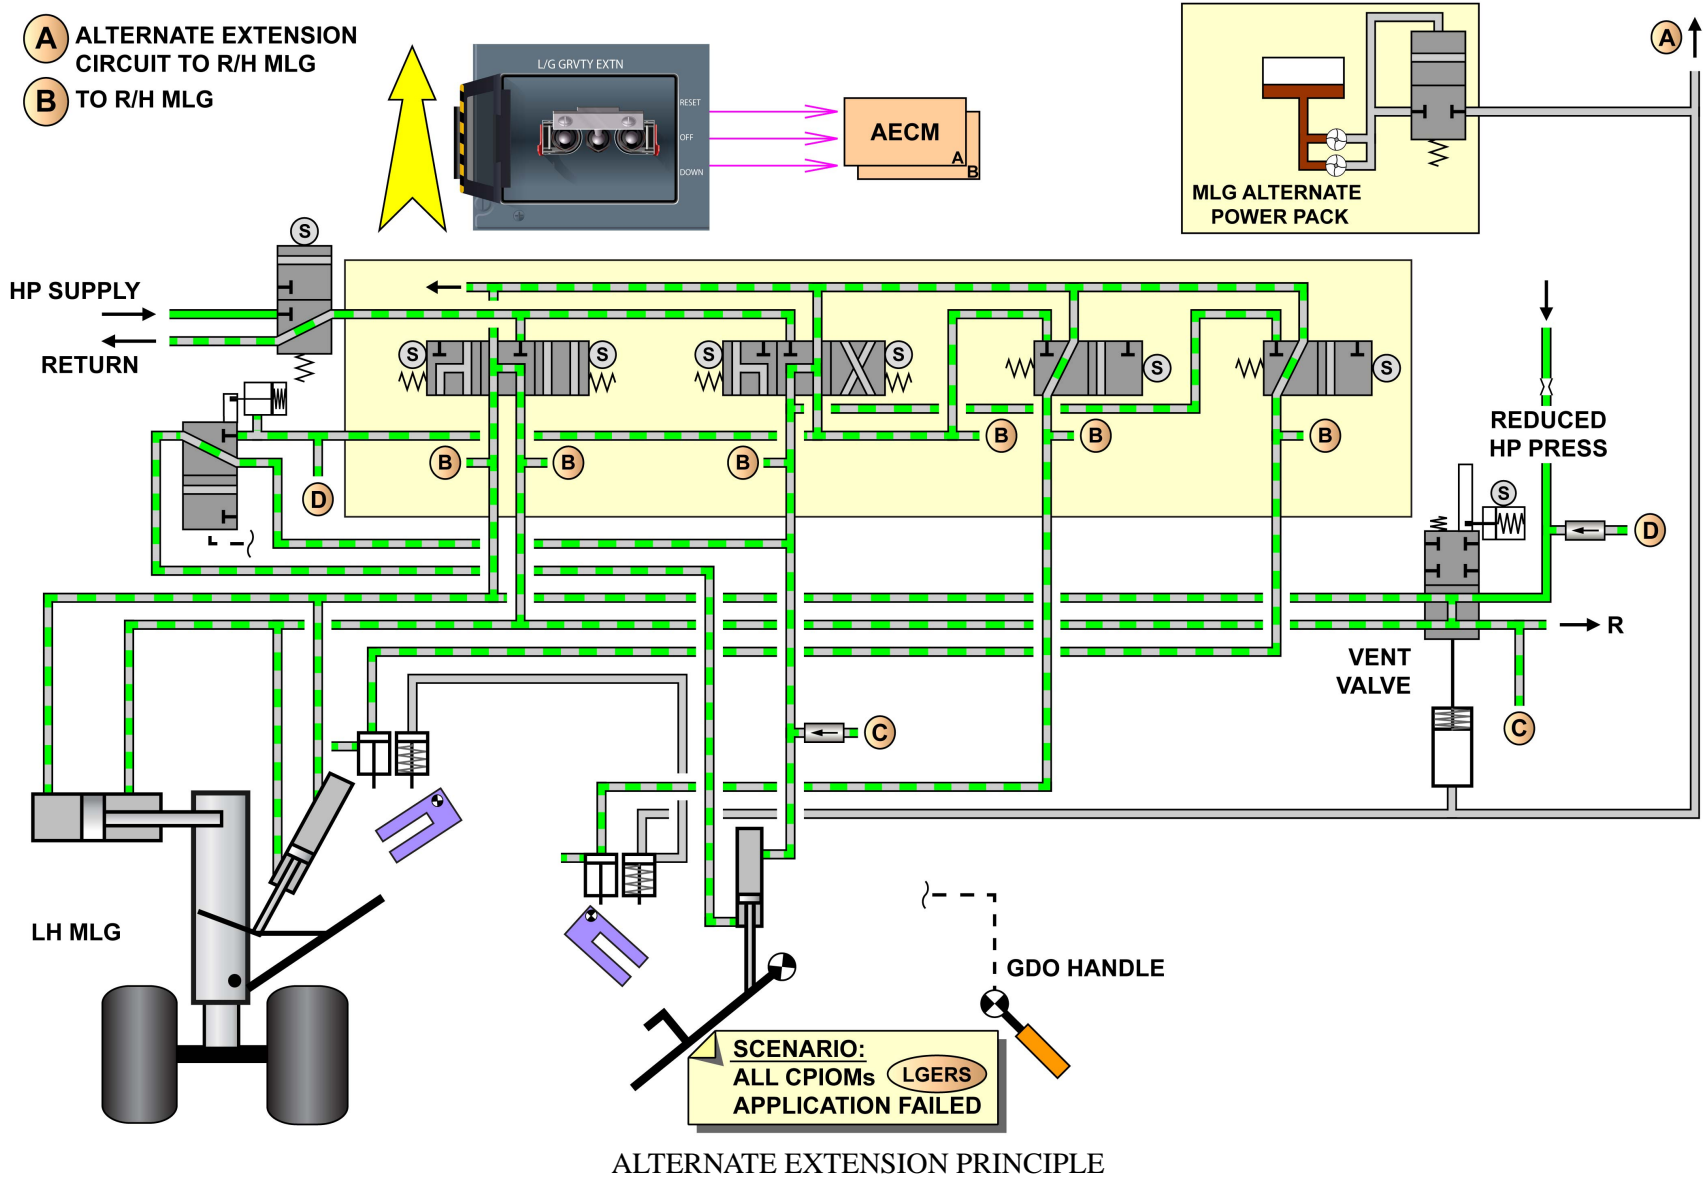 A ALTERNATE EXTENSION
CIRCUIT TO R/H MLG
B TO R/H MLG
L/G GRVTY EXTN
RESET
OFF
DOWN
AECM
A
B
MLG ALTERNATE
POWER PACK
A
S
HP SUPPLY
RETURN
S
S
S
S
S
S
B
B
B
B
B
B
D
REDUCED
HP PRESS
S
D
R
VENT
VALVE
C
C
LH MLG
GDO HANDLE
SCENARIO:
ALL CPIOMs LGERS
APPLICATION FAILED
ALTERNATE EXTENSION PRINCIPLE